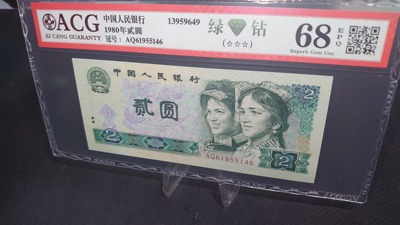 ACG
AI CANG GUARANTY
中国人民银行
1980年贰圆
冠号: AQ61955146
13959649
绿 钻
(☆☆☆)
68
EPQ
Superb Gem Unc
中国人民银行
贰圆
2
AQ61955146
2
2